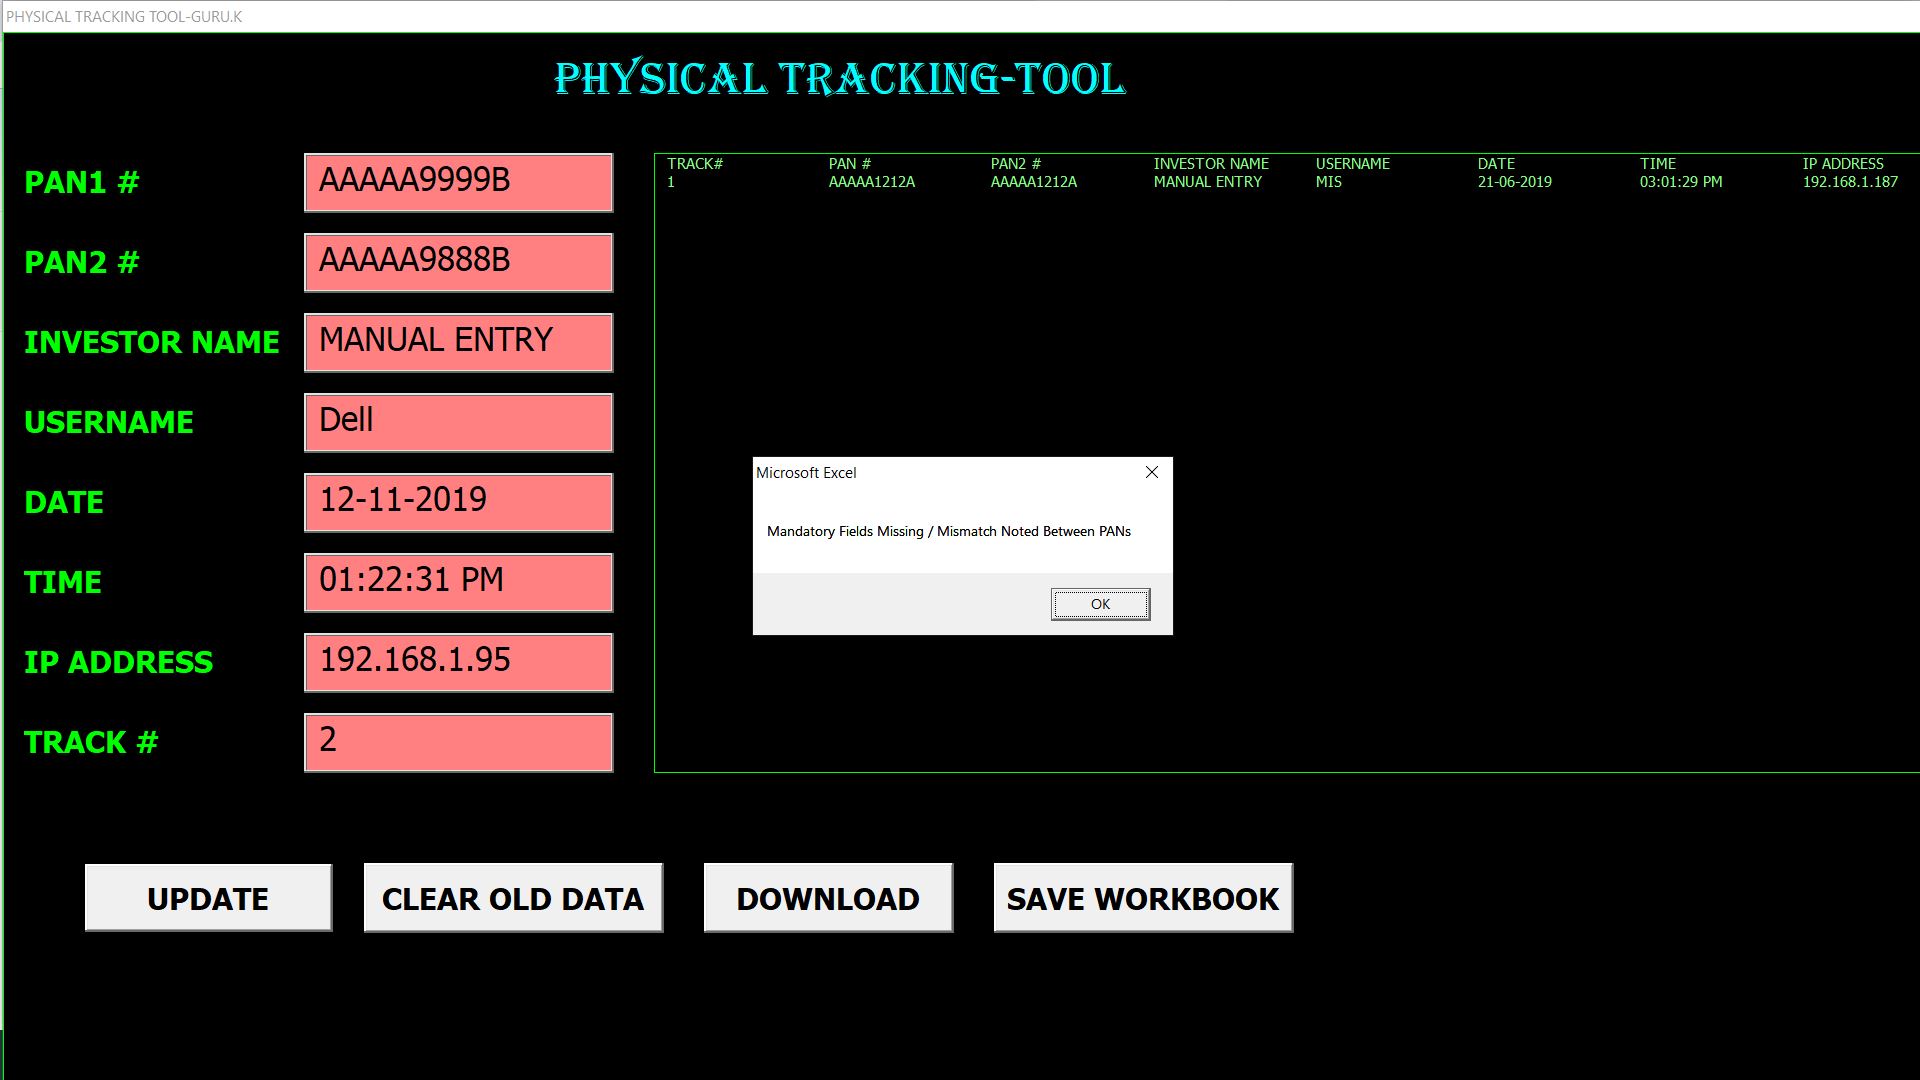 PHYSICAL TRACKING TOOL-GURU.K
PHYSICAL TRACKING-TOOL
PAN1 # AAAAA9999B
PAN2 # AAAAA9888B
INVESTOR NAME MANUAL ENTRY
USERNAME Dell
DATE 12-11-2019
TIME 01:22:31 PM
IP ADDRESS 192.168.1.95
TRACK # 2
TRACK# PAN # PAN2 # INVESTOR NAME USERNAME DATE TIME IP ADDRESS
1 AAAAA1212A AAAAA1212A MANUAL ENTRY MIS 21-06-2019 03:01:29 PM 192.168.1.187
Microsoft Excel
Mandatory Fields Missing / Mismatch Noted Between PANs
OK
UPDATE CLEAR OLD DATA DOWNLOAD SAVE WORKBOOK